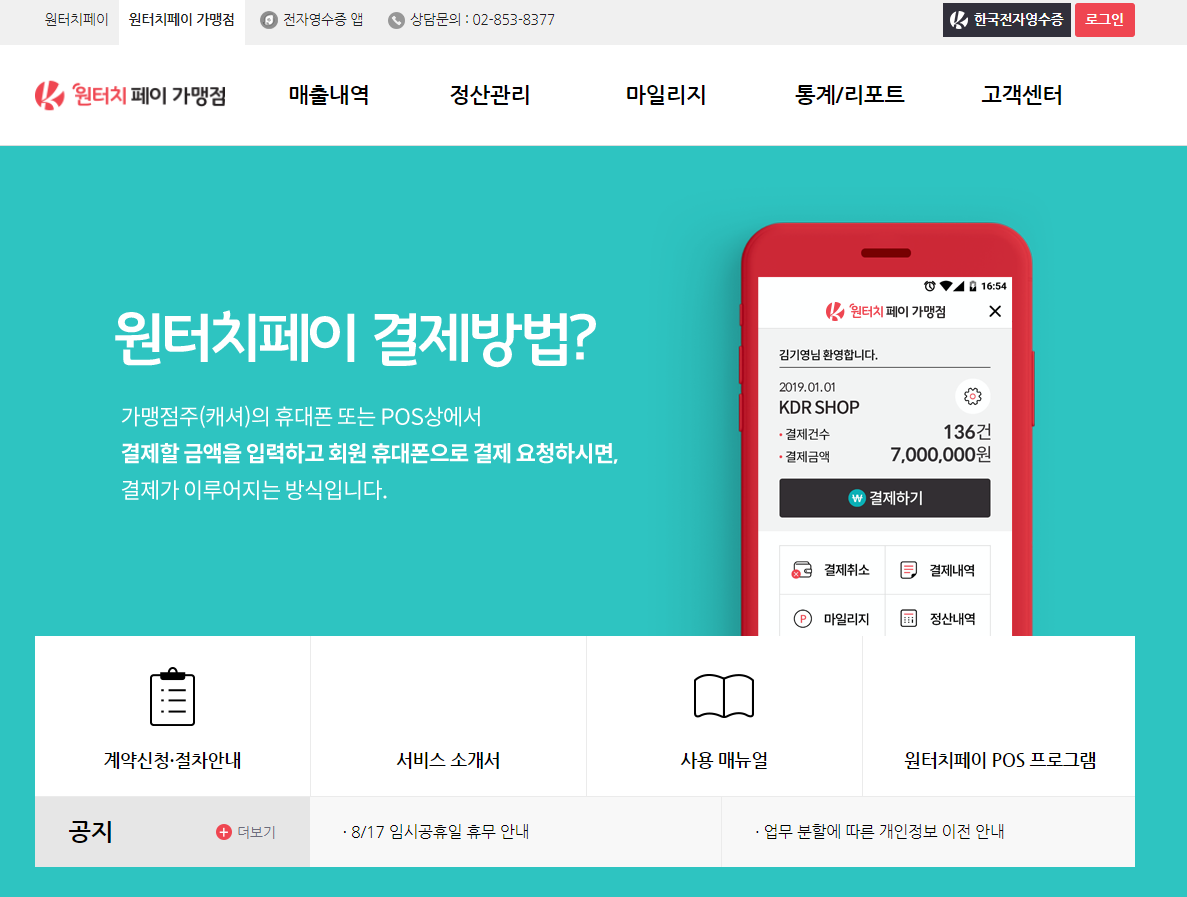 원터치페이
원터치페이 가맹점
전자영수증 앱
상담문의 : 02-853-8377
한국전자영수증
로그인
원터치 페이 가맹점
매출내역
정산관리
마일리지
통계/리포트
고객센터
원터치페이 결제방법?
가맹점주(캐셔)의 휴대폰 또는 POS상에서
결제할 금액을 입력하고 회원 휴대폰으로 결제 요청하시면,
결제가 이루어지는 방식입니다.
16:54
원터치 페이 가맹점
김기영님 환영합니다.
2019.01.01
KDR SHOP
· 결제건수 136건
· 결제금액 7,000,000원
₩ 결제하기
결제취소
결제내역
P 마일리지
정산내역
계약신청·절차안내
서비스 소개서
사용 매뉴얼
원터치페이 POS 프로그램
공지
더보기
· 8/17 임시공휴일 휴무 안내
· 업무 분할에 따른 개인정보 이전 안내